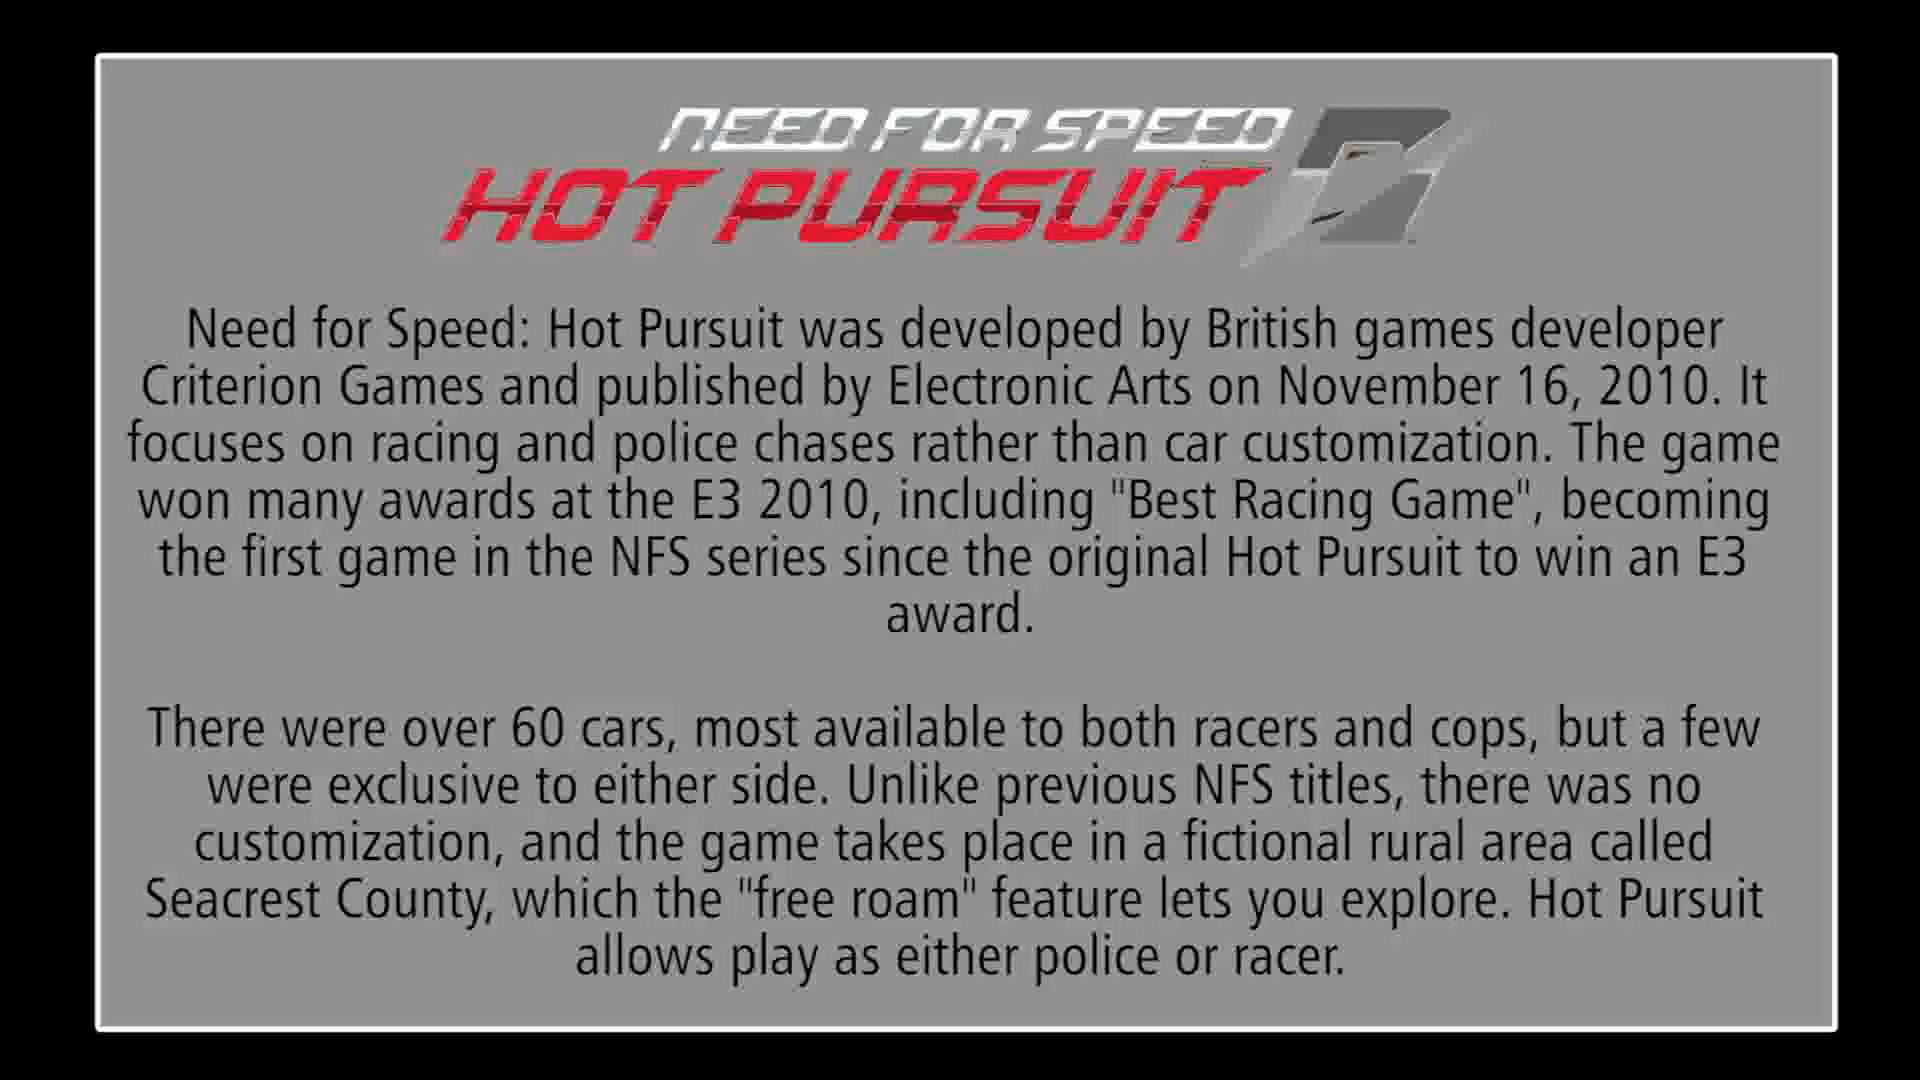 NEED FOR SPEED
HOT PURSUIT
Need for Speed: Hot Pursuit was developed by British games developer
Criterion Games and published by Electronic Arts on November 16, 2010. It
focuses on racing and police chases rather than car customization. The game
won many awards at the E3 2010, including "Best Racing Game", becoming
the first game in the NFS series since the original Hot Pursuit to win an E3
award.
There were over 60 cars, most available to both racers and cops, but a few
were exclusive to either side. Unlike previous NFS titles, there was no
customization, and the game takes place in a fictional rural area called
Seacrest County, which the "free roam" feature lets you explore. Hot Pursuit
allows play as either police or racer.